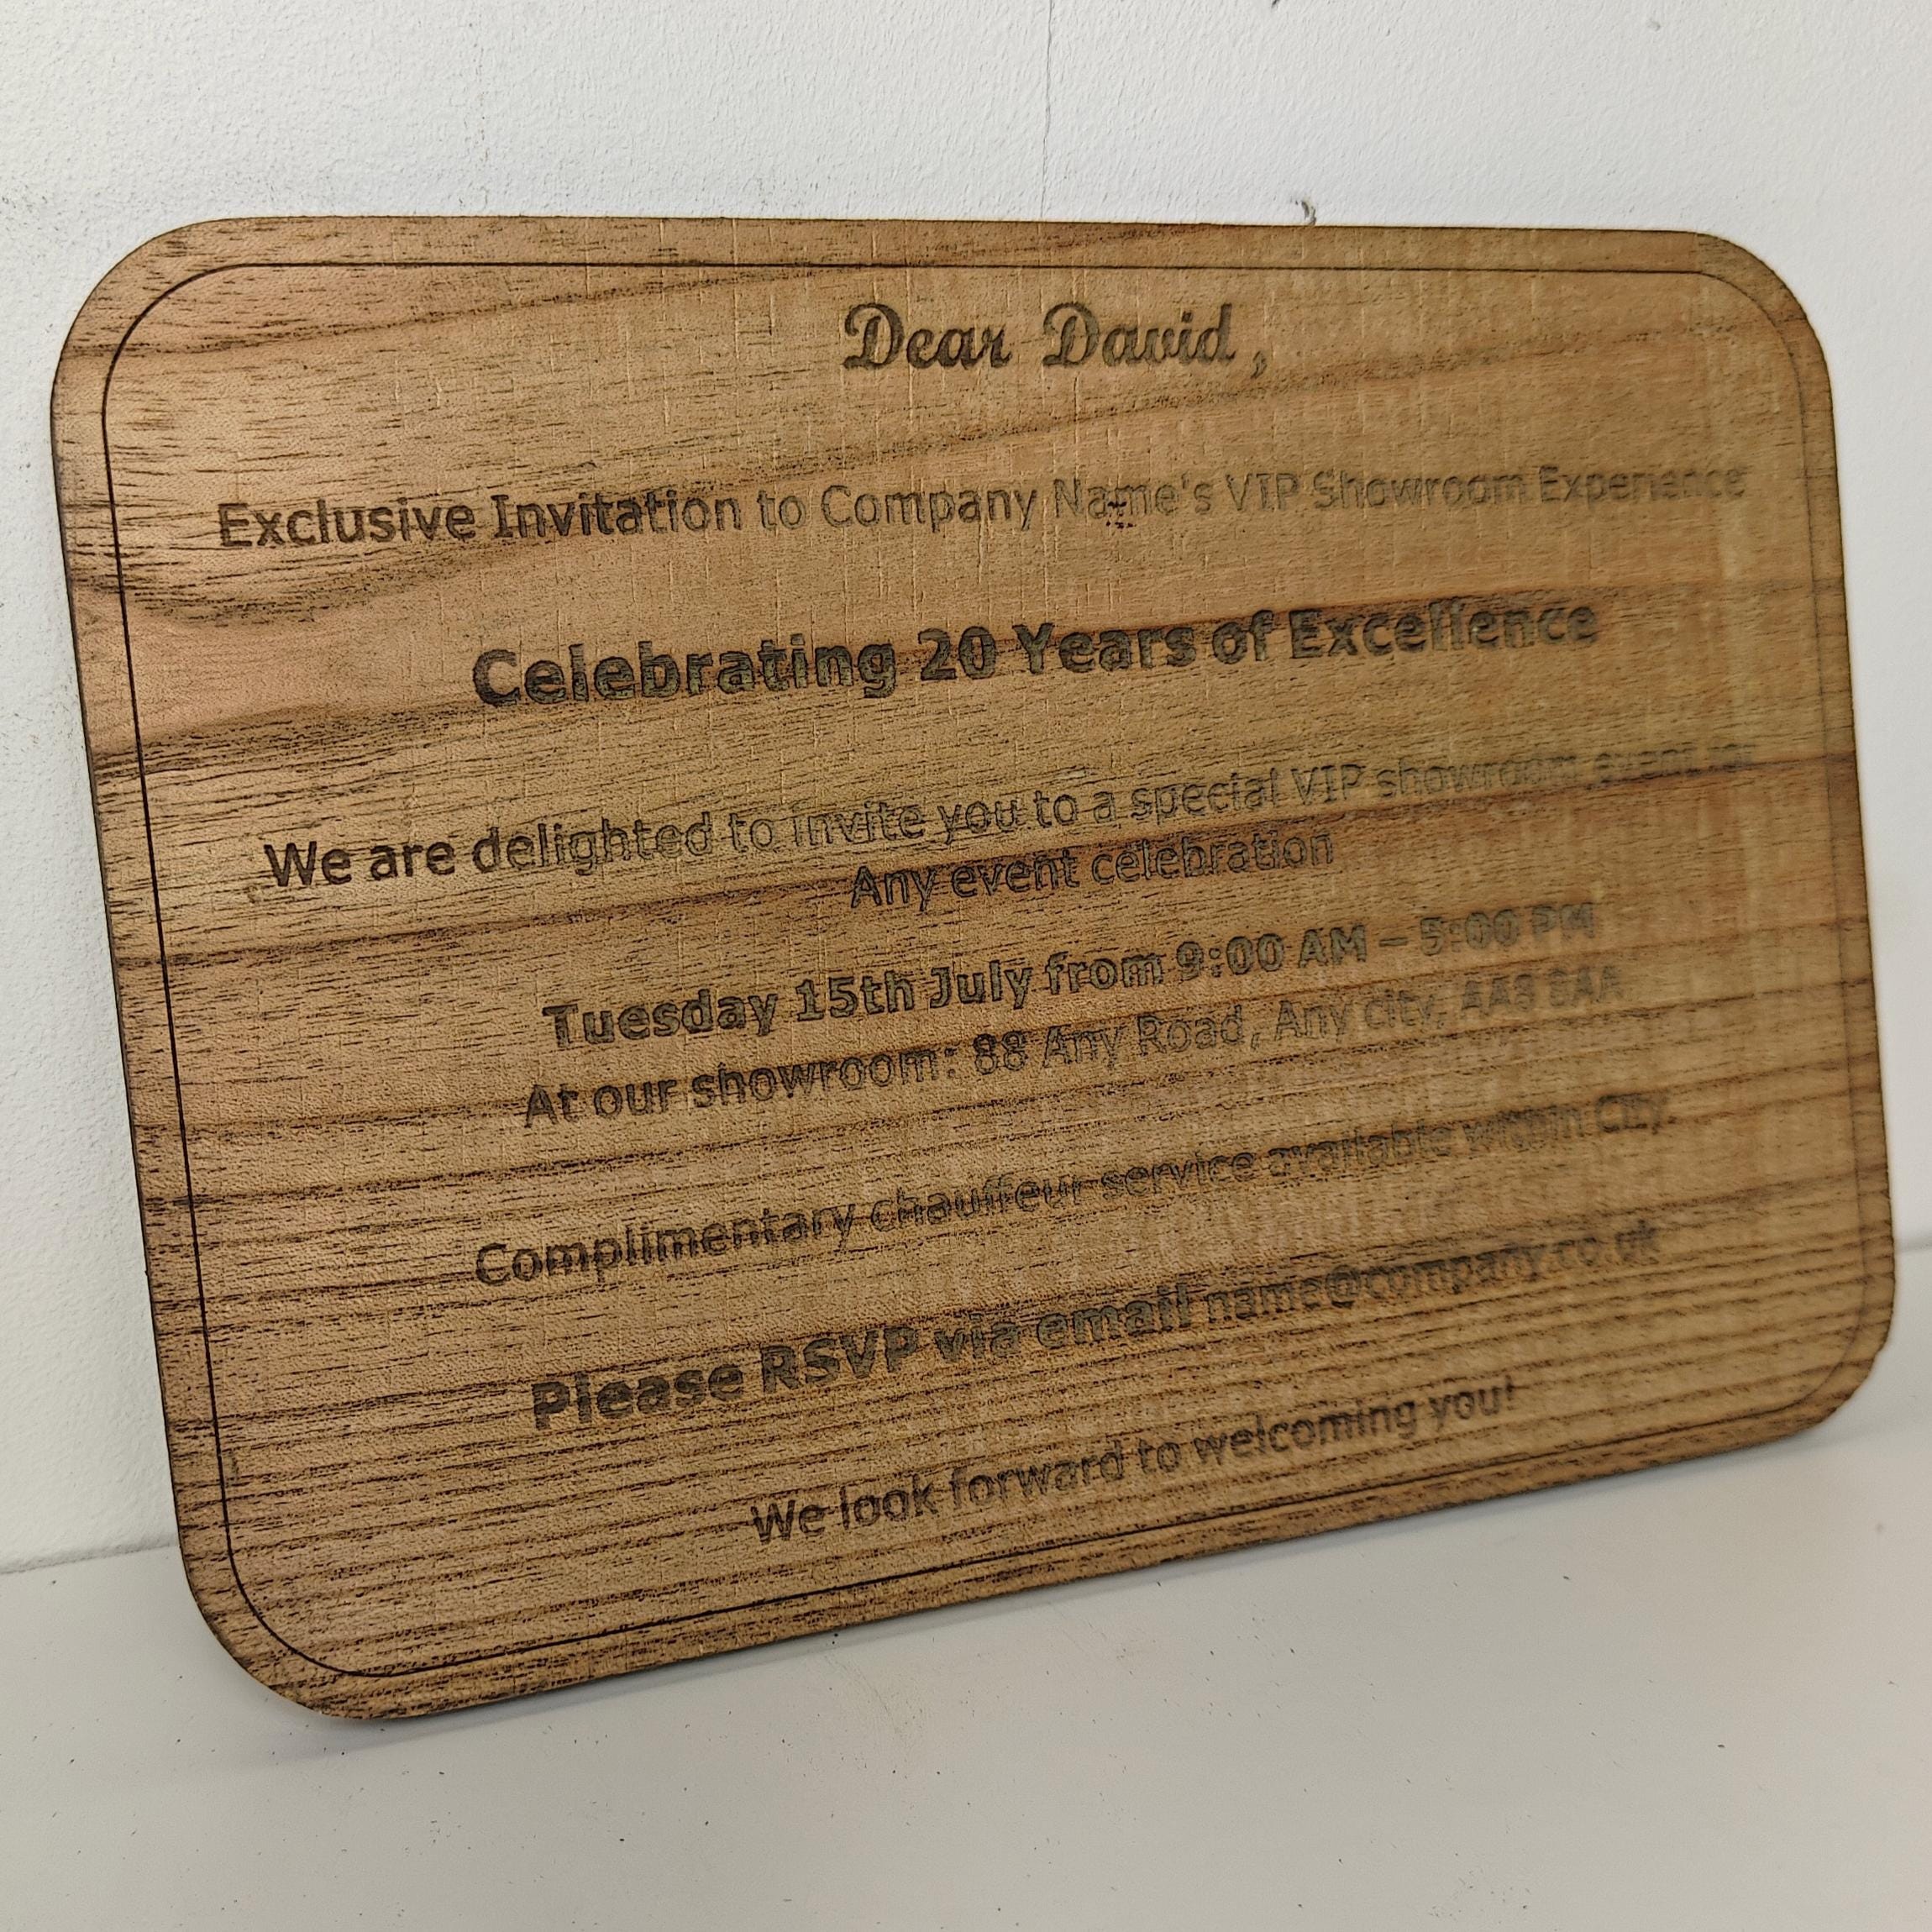 Dear David,
Exclusive Invitation to Company Name's VIP Showroom Experience
Celebrating 20 Years of Excellence
We are delighted to invite you to a special VIP showroom event for
Any event celebration
Tuesday 15th July from 9:00 AM – 5:00 PM
At our showroom: 88 Any Road, Any city,
Complimentary chauffeur service available within City.
Please RSVP via email name@company.co.uk
We look forward to welcoming you!